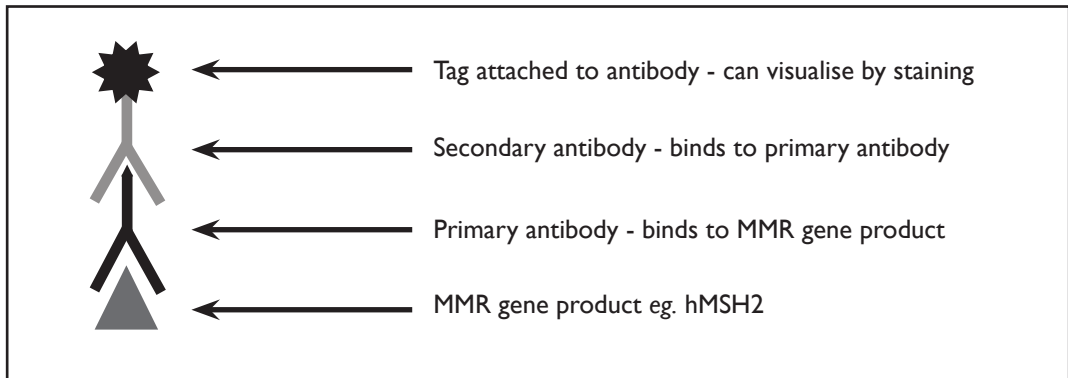 Tag attached to antibody - can visualise by staining
Secondary antibody - binds to primary antibody
Primary antibody - binds to MMR gene product
MMR gene product eg. hMSH2